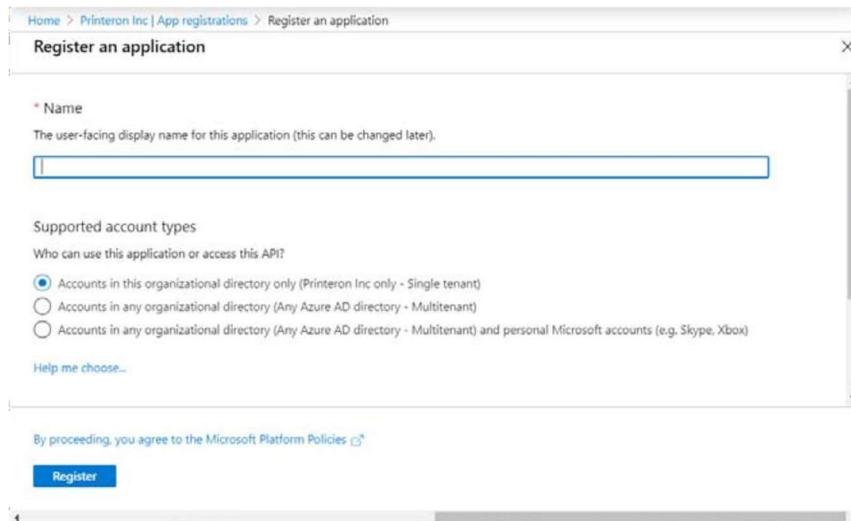 Home > Printeron Inc | App registrations > Register an application
Register an application
* Name
The user-facing display name for this application (this can be changed later).
Supported account types
Who can use this application or access this API?
Accounts in this organizational directory only (Printeron Inc only - Single tenant)
Accounts in any organizational directory (Any Azure AD directory - Multitenant)
Accounts in any organizational directory (Any Azure AD directory - Multitenant) and personal Microsoft accounts (e.g. Skype, Xbox)
Help me choose...
By proceeding, you agree to the Microsoft Platform Policies
Register